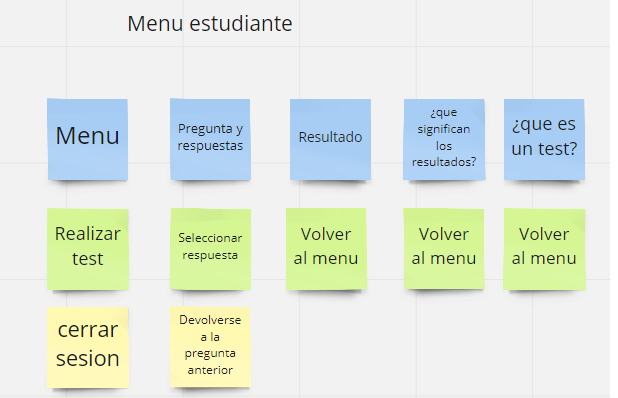 Menu estudiante
Menu
Pregunta y
respuestas
Resultado
¿que
significan
los
resultados?
¿que es
un test?
Realizar
test
Seleccionar
respuesta
Volver
al menu
Volver
al menu
Volver
al menu
cerrar
sesion
Devolverse
a la
pregunta
anterior